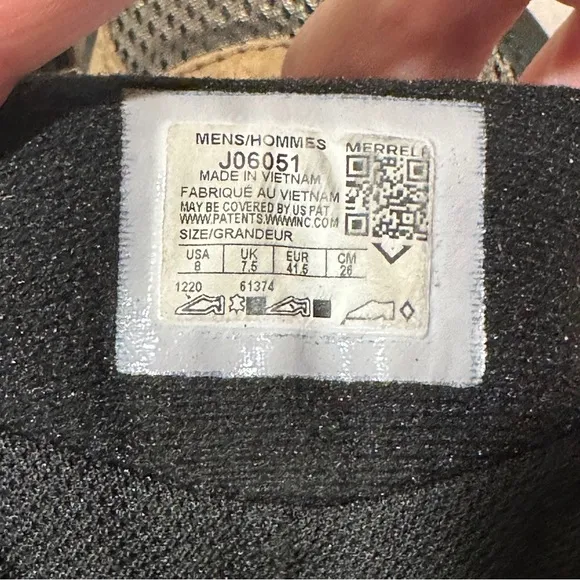 MENS/HOMMES
MERRELL
J06051
MADE IN VIETNAM
FABRIQUÉ AU VIETNAM
MAY BE COVERED BY US PAT
WWW.PATENTS.WWWINC.COM
SIZE/GRANDEUR
USA UK EUR CM
8 7.5 41.5 26
1220 61374